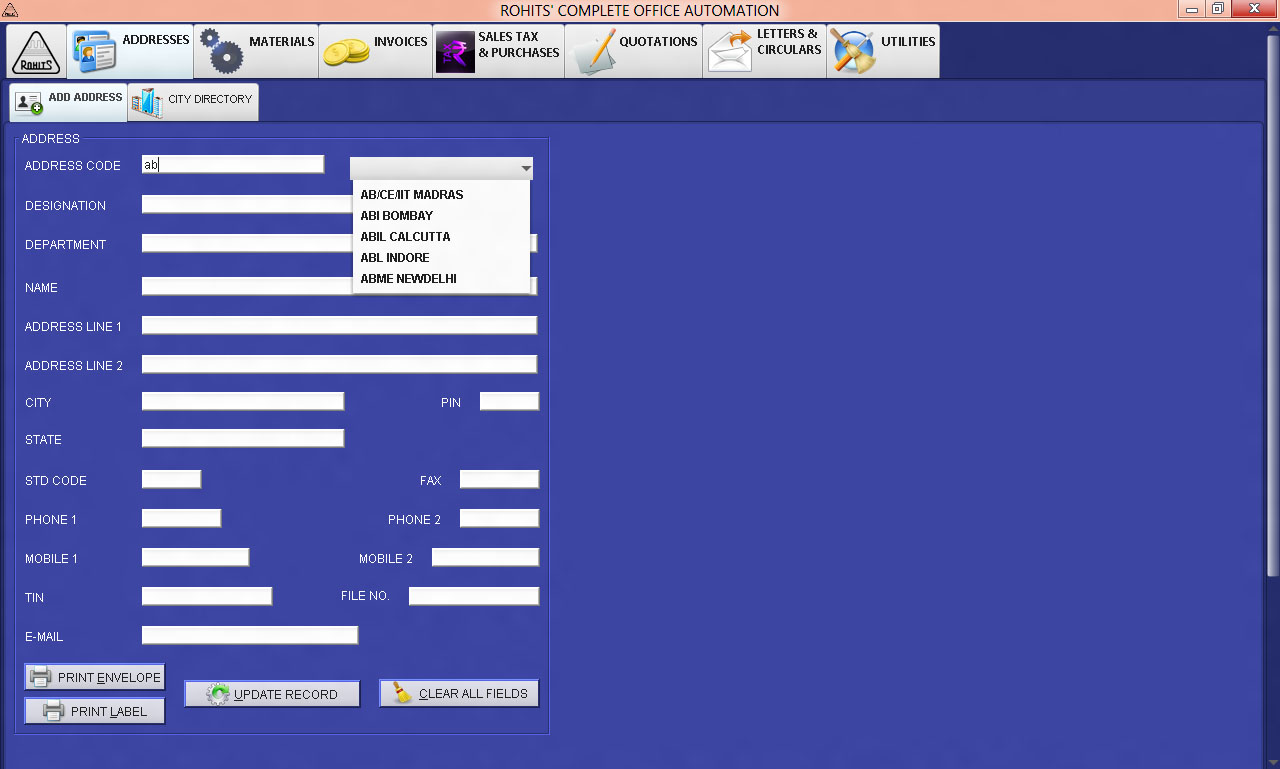 ROHITS' COMPLETE OFFICE AUTOMATION
ROHITS
ADDRESSES
MATERIALS
INVOICES
SALES TAX
& PURCHASES
QUOTATIONS
LETTERS &
CIRCULARS
UTILITIES
ADD ADDRESS
CITY DIRECTORY
ADDRESS
ADDRESS CODE ab
AB/CE/IIT MADRAS
ABI BOMBAY
ABIL CALCUTTA
ABL INDORE
ABME NEWDELHI
DESIGNATION
DEPARTMENT
NAME
ADDRESS LINE 1
ADDRESS LINE 2
CITY PIN
STATE
STD CODE FAX
PHONE 1 PHONE 2
MOBILE 1 MOBILE 2
TIN FILE NO.
E-MAIL
PRINT ENVELOPE
UPDATE RECORD
CLEAR ALL FIELDS
PRINT LABEL